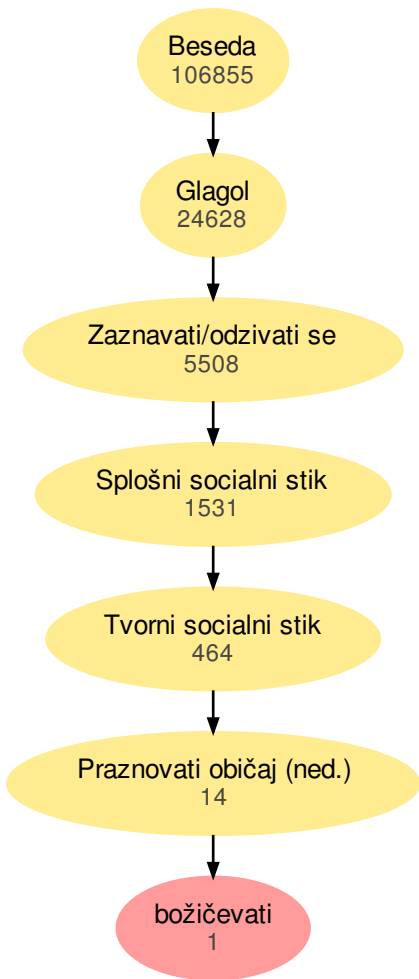 Beseda
106855
Glagol
24628
Zaznavati/odzivati se
5508
Splošni socialni stik
1531
Tvorni socialni stik
464
Praznovati običaj (ned.)
14
božičevati
1